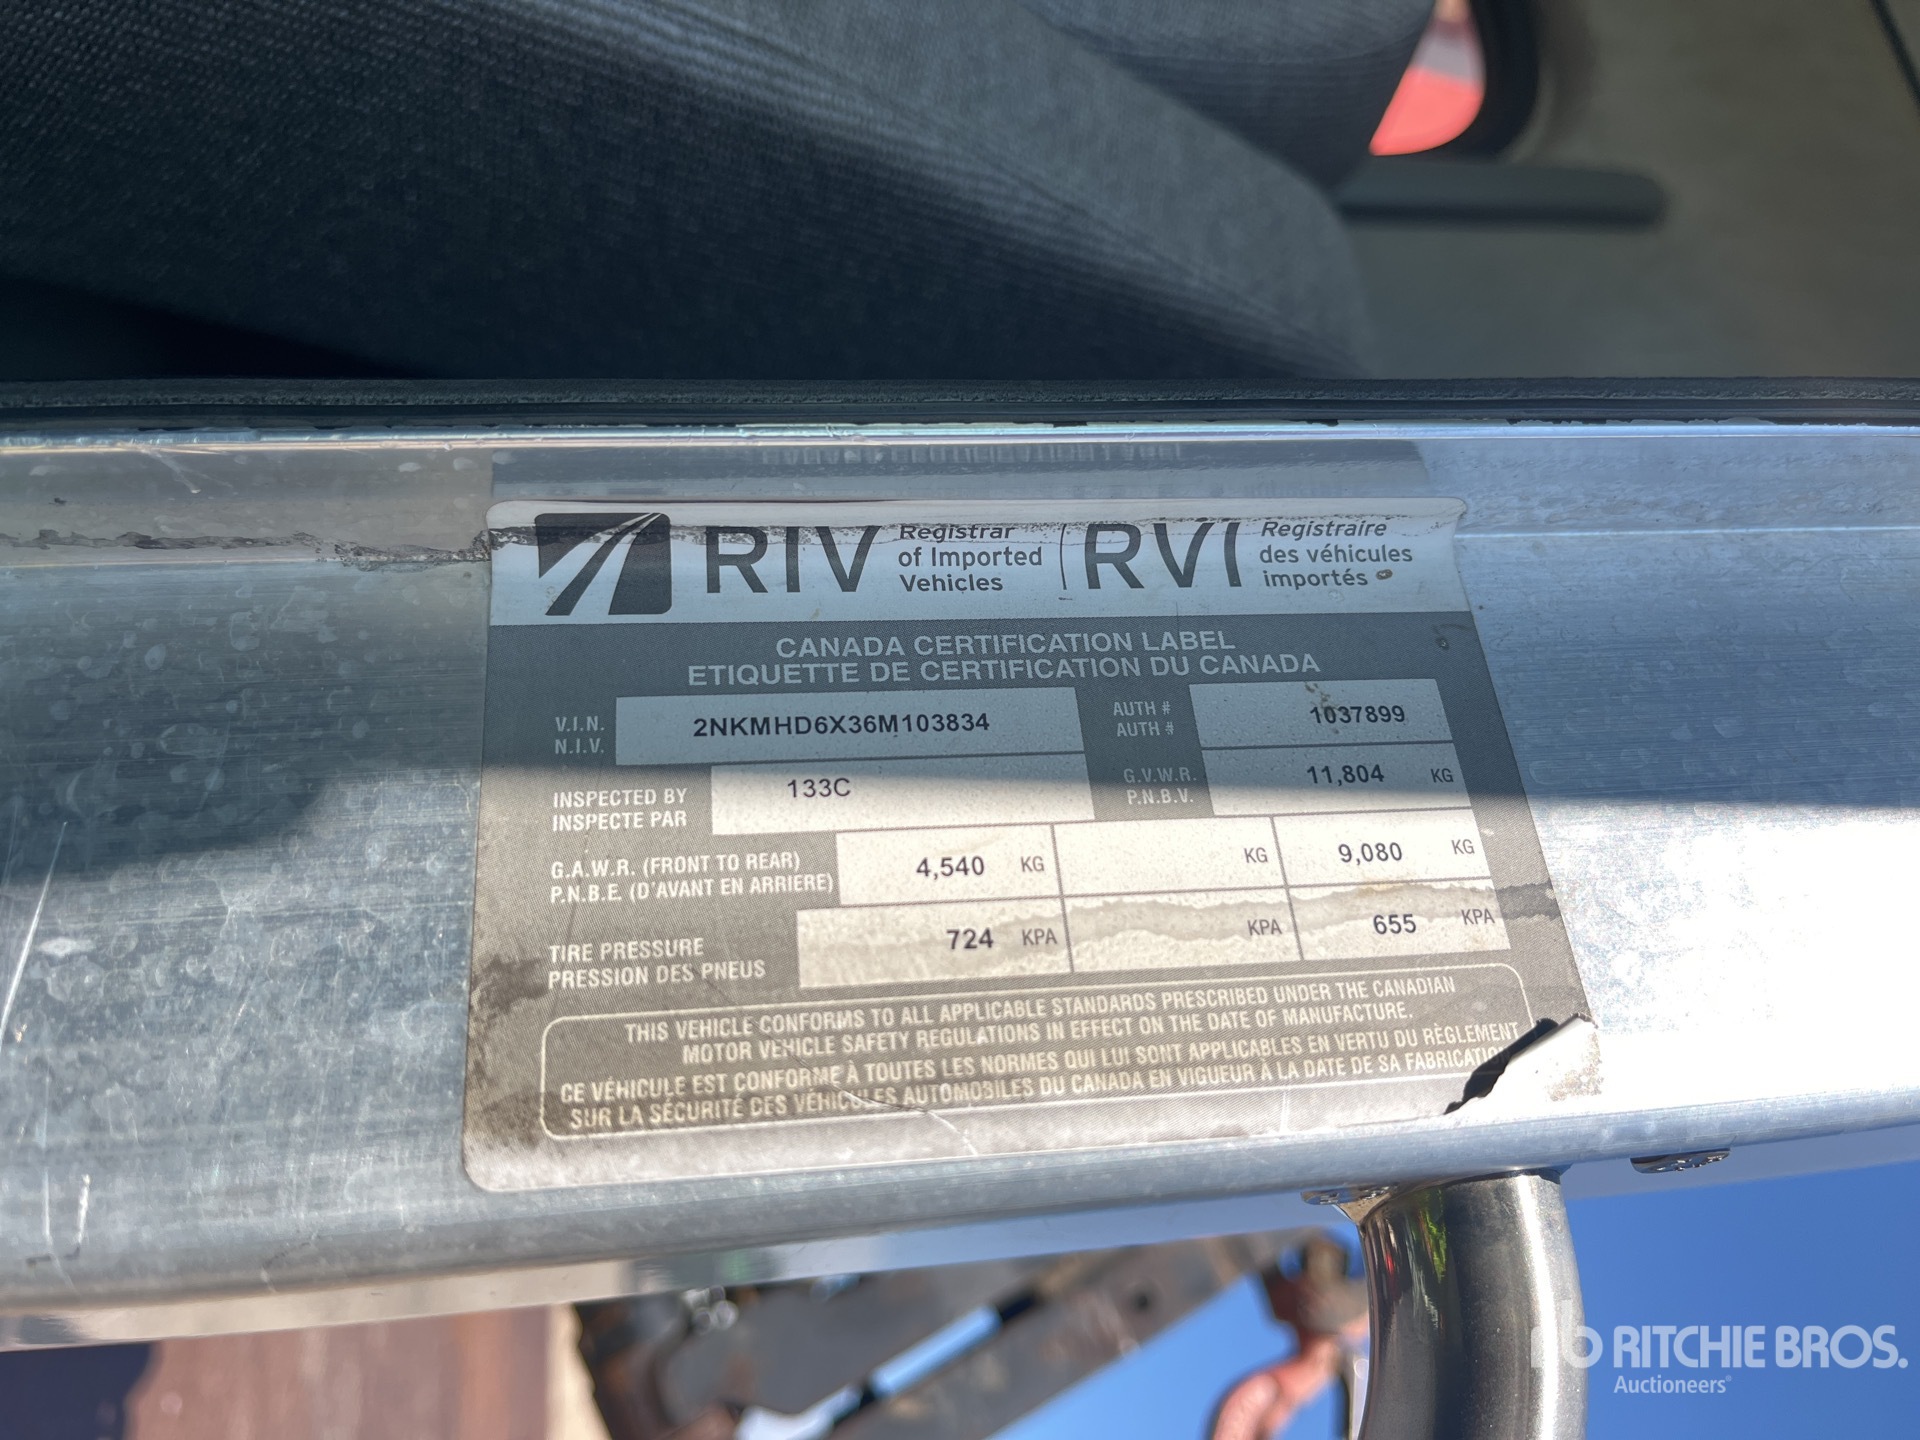 RIV Registrar of Imported Vehicles | RVI Registraire des véhicules importés
CANADA CERTIFICATION LABEL
ETIQUETTE DE CERTIFICATION DU CANADA
V.I.N. 2NKMHD6X36M103834 AUTH # 1037899
N.I.V. AUTH #
INSPECTED BY 133C G.V.W.R. 11,804 KG
INSPECTE PAR P.N.B.V.
G.A.W.R. (FRONT TO REAR) 4,540 KG KG 9,080 KG
P.N.B.E. (D'AVANT EN ARRIÈRE)
TIRE PRESSURE 724 KPA KPA 655 KPA
PRESSION DES PNEUS
THIS VEHICLE CONFORMS TO ALL APPLICABLE STANDARDS PRESCRIBED UNDER THE CANADIAN
MOTOR VEHICLE SAFETY REGULATIONS IN EFFECT ON THE DATE OF MANUFACTURE.
CE VÉHICULE EST CONFORME À TOUTES LES NORMES QUI LUI SONT APPLICABLES EN VERTU DU RÈGLEMENT
SUR LA SÉCURITÉ DES VÉHICULES AUTOMOBILES DU CANADA EN VIGUEUR À LA DATE DE SA FABRICATION
RITCHIE BROS.
Auctioneers